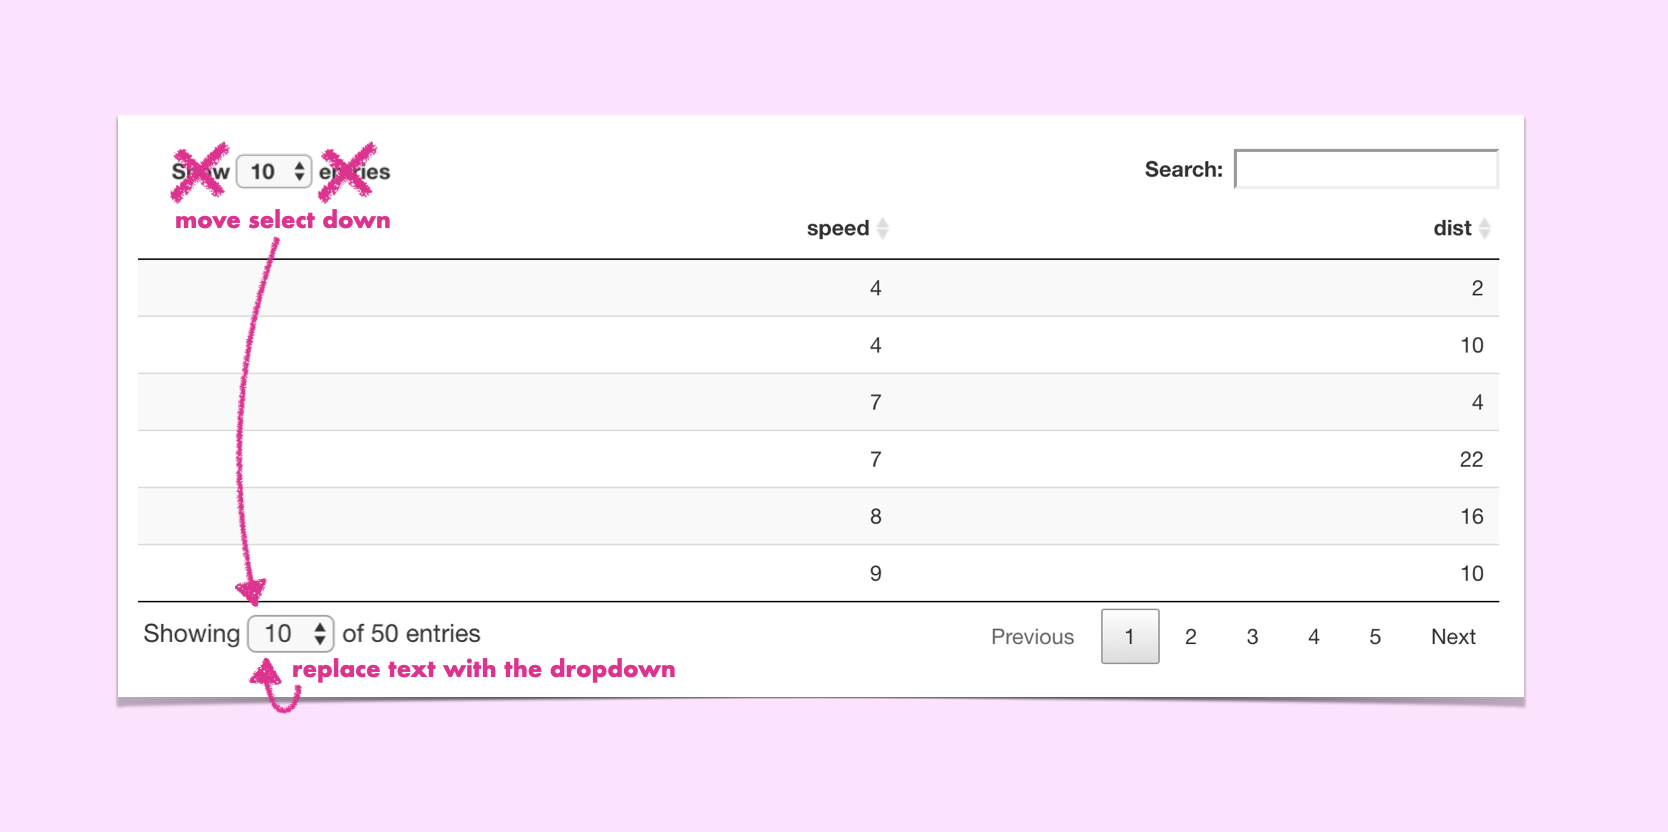 Show 10 entries
Search:
move select down
speed dist
4 2
4 10
7 4
7 22
8 16
9 10
Showing 10 of 50 entries
Previous 1 2 3 4 5 Next
replace text with the dropdown